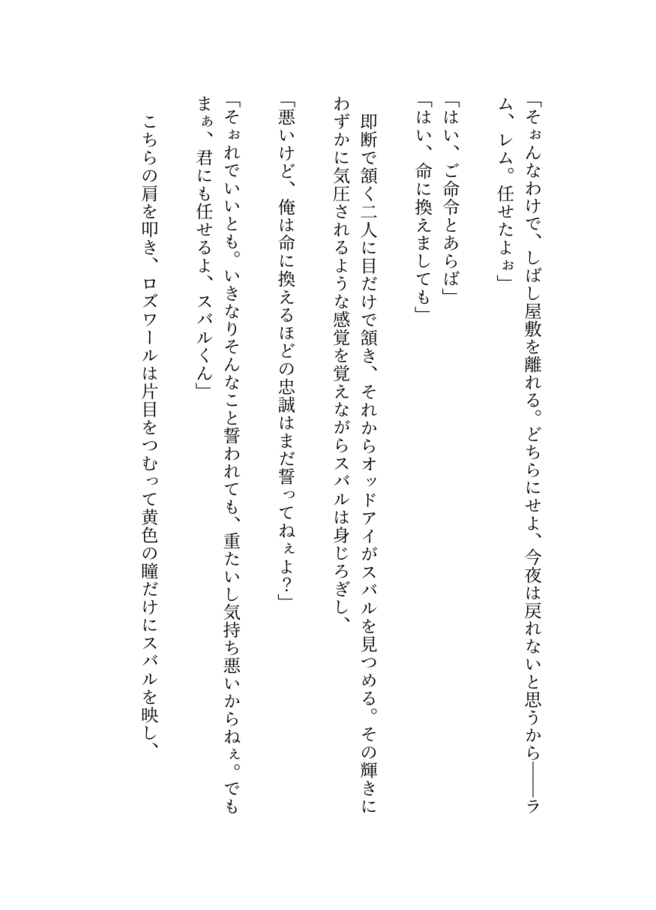 「そぉんなわけで、しばし屋敷を離れる。どちらにせよ、今夜は戻れないと思うから――ラ
ム、レム。任せたよぉ」
「はい、ご命令とあらば」
「はい、命に換えましても」
即断で頷く二人に目だけで頷き、それからオッドアイがスバルを見つめる。その輝きに
わずかに気圧されるような感覚を覚えながらスバルは身じろぎし、
「悪いけど、俺は命に換えるほどの忠誠はまだ誓ってねぇよ？」
「そぉれでいいとも。いきなりそんなこと誓われても、重たいし気持ち悪いからねぇ。でも
まぁ、君にも任せるよ、スバルくん」
こちらの肩を叩き、ロズワールは片目をつむって黄色の瞳だけにスバルを映し、